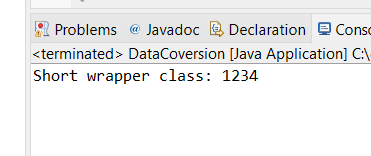 Problems @ Javadoc Declaration Conso
<terminated> DataCoversion [Java Application] C:\
Short wrapper class: 1234